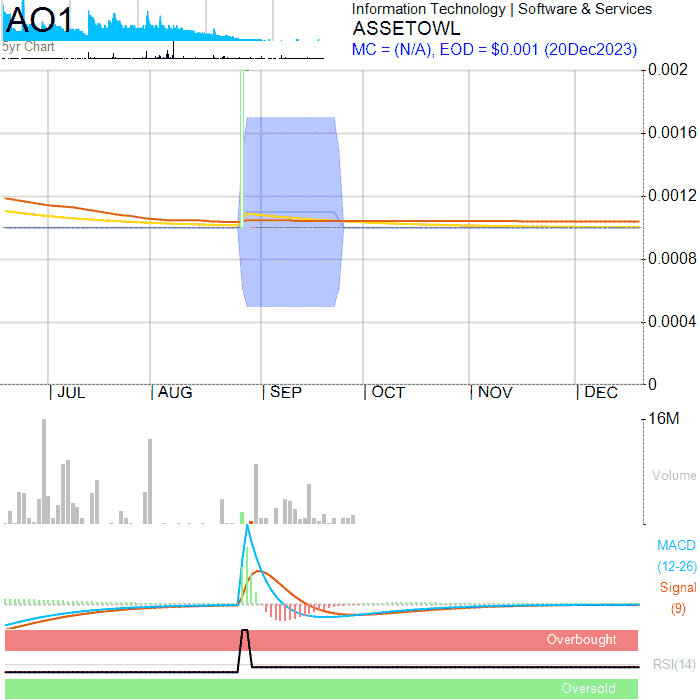 AO1
5yr Chart
Information Technology | Software & Services
ASSETOWL
MC = (N/A), EOD = $0.001 (20Dec2023)
0.002
0.0016
0.0012
0.0008
0.0004
0
JUL AUG SEP OCT NOV DEC
16M
Volume
MACD
(12-26)
Signal
(9)
Overbought
RSI(14)
Oversold